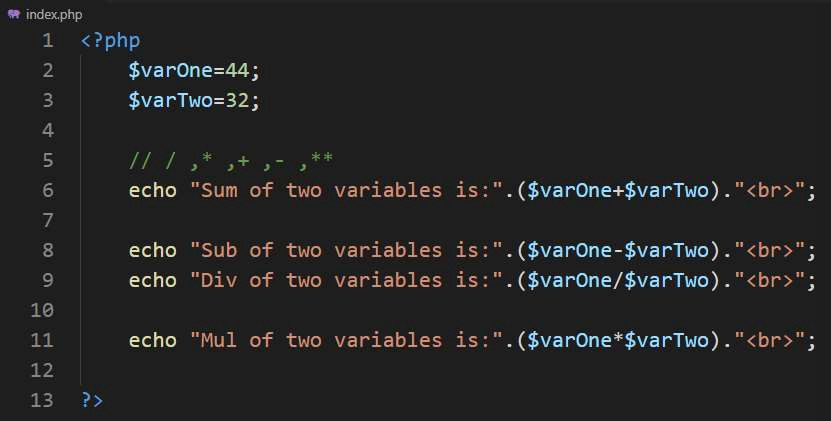 index.php
1 <?php
2 $varOne=44;
3 $varTwo=32;
4
5 // / ,* ,+ ,- ,**
6 echo "Sum of two variables is:".($varOne+$varTwo)."<br>";
7
8 echo "Sub of two variables is:".($varOne-$varTwo)."<br>";
9 echo "Div of two variables is:".($varOne/$varTwo)."<br>";
10
11 echo "Mul of two variables is:".($varOne*$varTwo)."<br>";
12
13 ?>